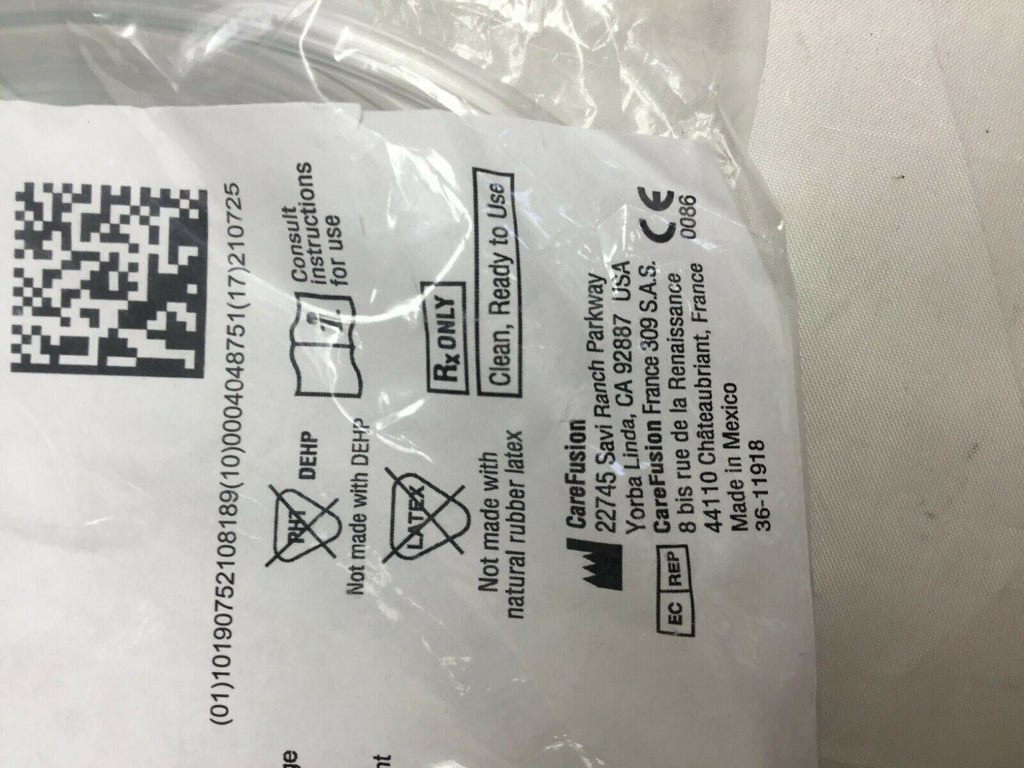 (01)10190752108189(10)0004048751(17)210725
PHT
DEHP
Not made with DEHP
Consult
instructions
for use
LATEX
Not made with
natural rubber latex
Rx ONLY
Clean, Ready to Use
CareFusion
22745 Savi Ranch Parkway
Yorba Linda, CA 92887 USA
EC REP
CareFusion France 309 S.A.S.
8 bis rue de la Renaissance
44110 Châteaubriant, France
Made in Mexico
36-11918
CE
0086